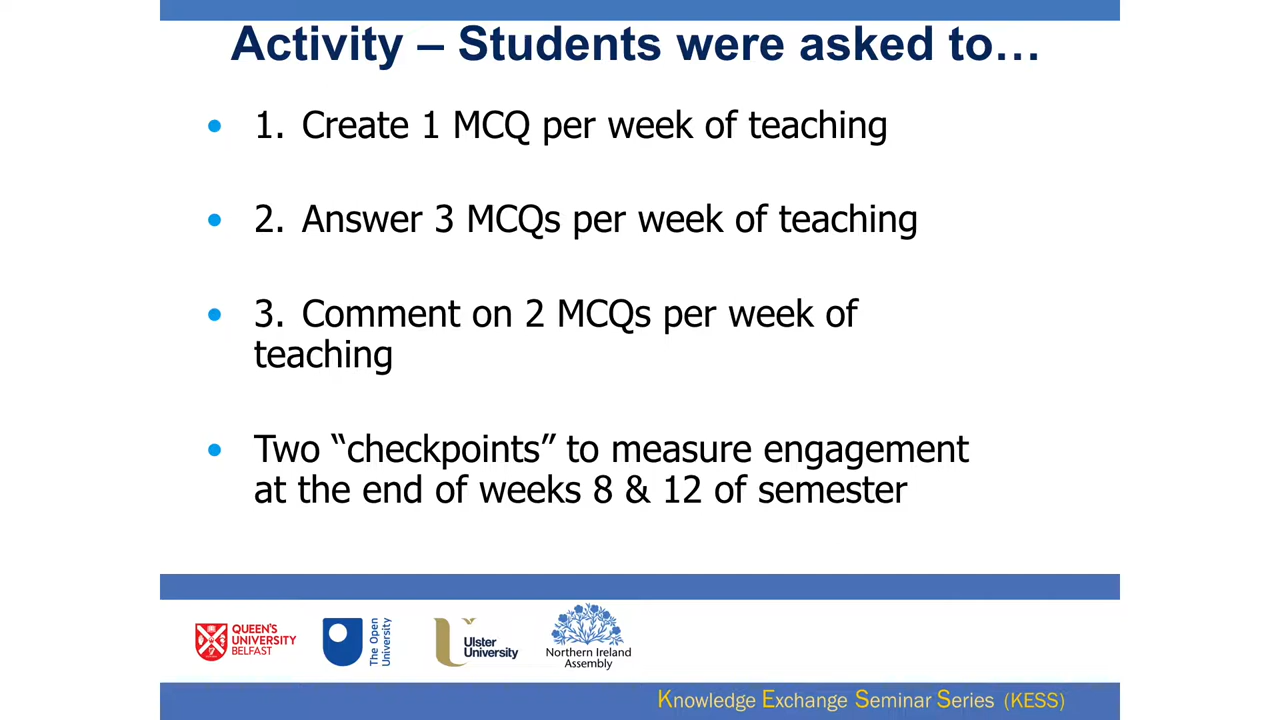 Activity – Students were asked to…
• 1. Create 1 MCQ per week of teaching
• 2. Answer 3 MCQs per week of teaching
• 3. Comment on 2 MCQs per week of
teaching
• Two “checkpoints” to measure engagement
at the end of weeks 8 & 12 of semester
QUEEN'S
UNIVERSITY
BELFAST
The Open
University
Ulster
University
Northern Ireland
Assembly
Knowledge Exchange Seminar Series (KESS)